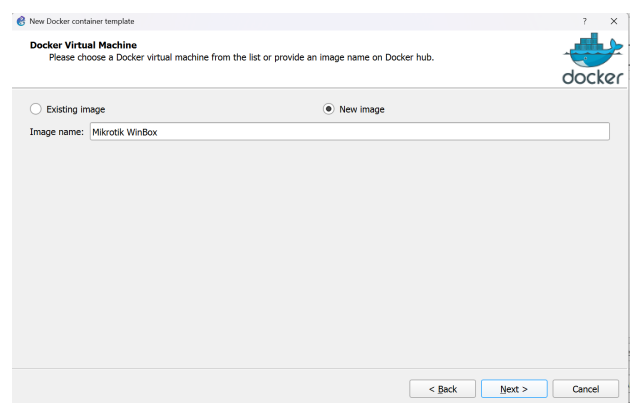 New Docker container template
Docker Virtual Machine
Please choose a Docker virtual machine from the list or provide an image name on Docker hub.
docker
Existing image New image
Image name: Mikrotik WinBox
< Back Next > Cancel